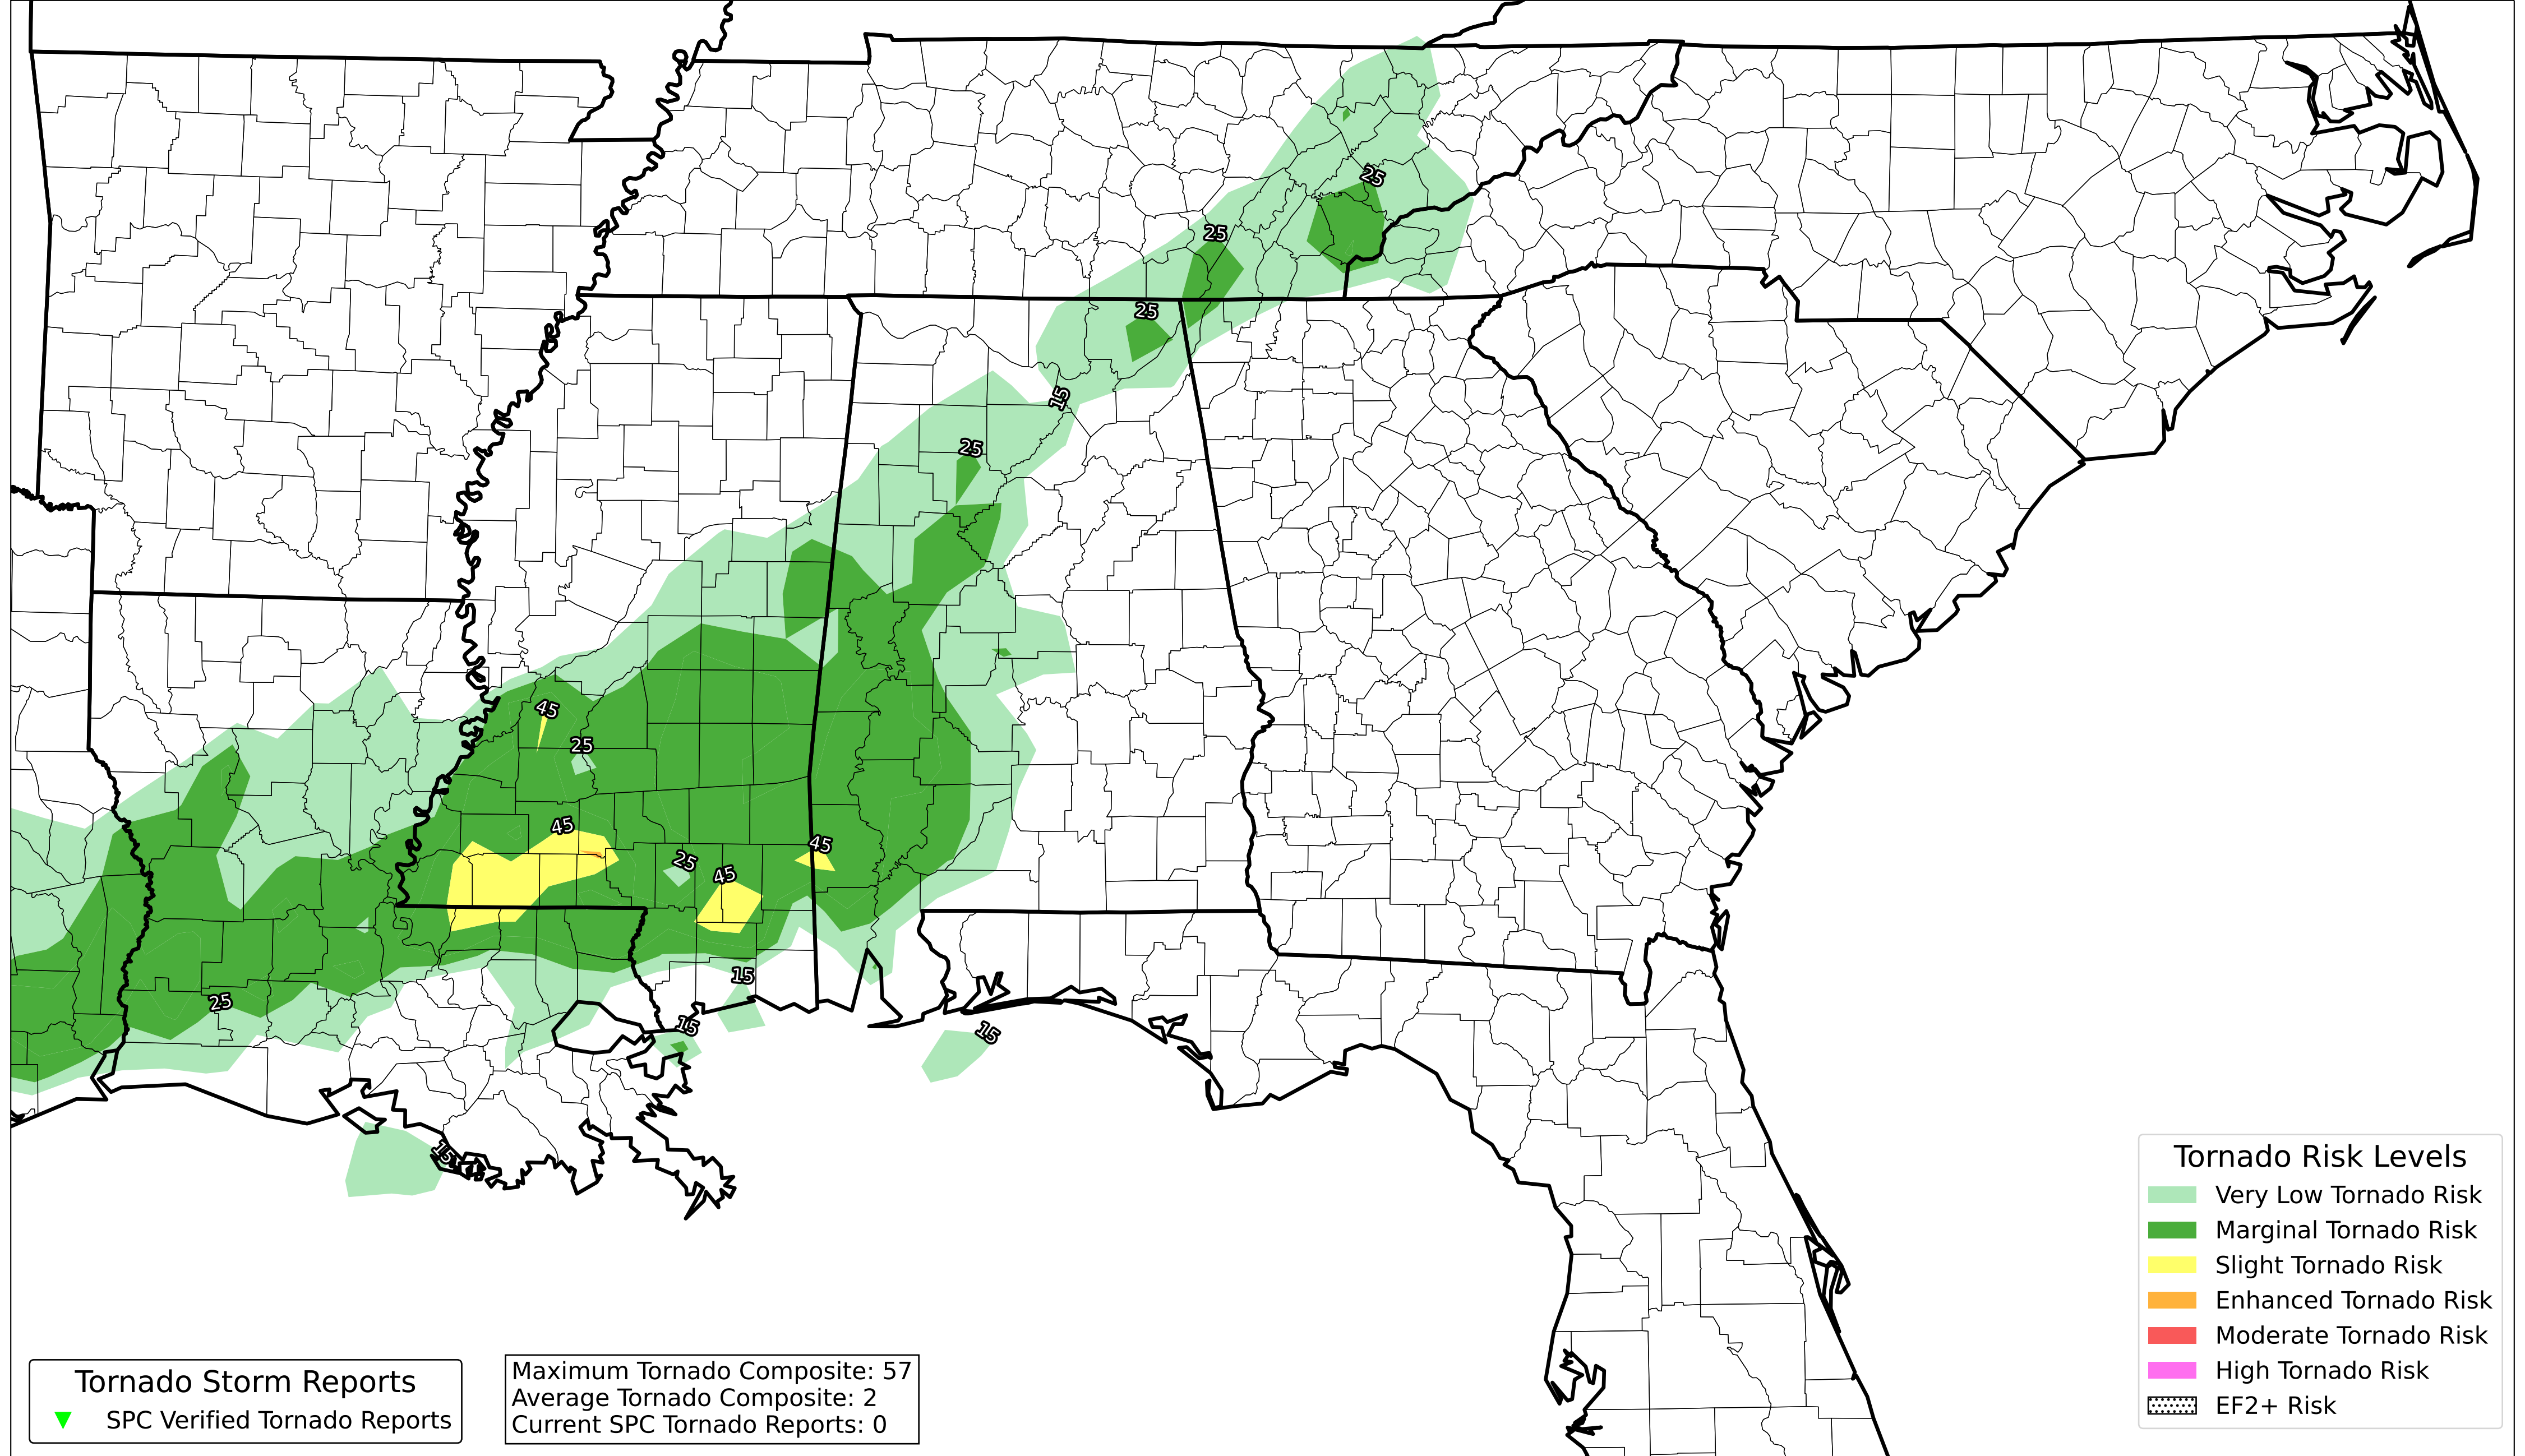 25
25
25
15
25
45
25
45
45
25
45
15
25
15
15
15
Tornado Risk Levels
Very Low Tornado Risk
Marginal Tornado Risk
Slight Tornado Risk
Enhanced Tornado Risk
Moderate Tornado Risk
High Tornado Risk
EF2+ Risk
Tornado Storm Reports
SPC Verified Tornado Reports
Maximum Tornado Composite: 57
Average Tornado Composite: 2
Current SPC Tornado Reports: 0